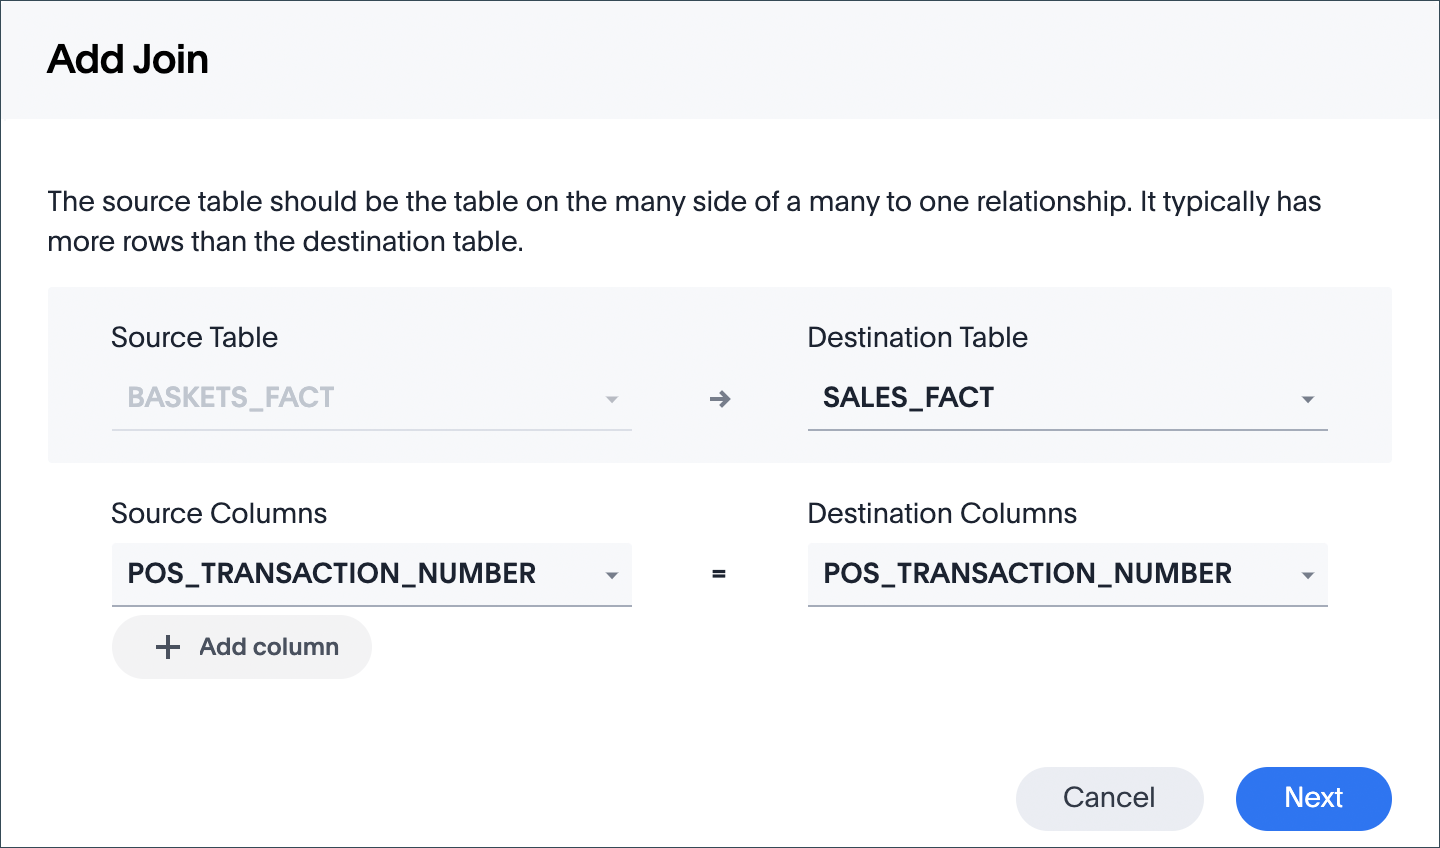 Add Join
The source table should be the table on the many side of a many to one relationship. It typically has
more rows than the destination table.
Source Table
Destination Table
BASKETS_FACT
→
SALES_FACT
Source Columns
Destination Columns
POS_TRANSACTION_NUMBER
=
POS_TRANSACTION_NUMBER
+ Add column
Cancel
Next